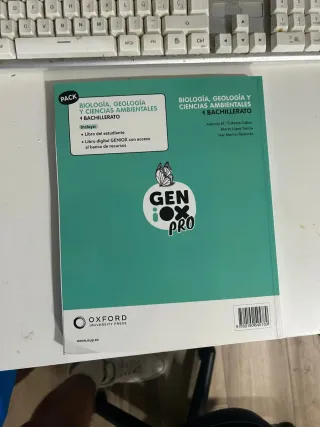 PACK
BIOLOGÍA, GEOLOGÍA
Y CIENCIAS AMBIENTALES
1 BACHILLERATO
Incluye:
• Libro del estudiante
• Libro digital GENIOX con acceso
al banco de recursos
BIOLOGÍA, GEOLOGÍA Y
CIENCIAS AMBIENTALES
1 BACHILLERATO
GEN
iOX
PRO
OXFORD
UNIVERSITY PRESS
www.oup.es